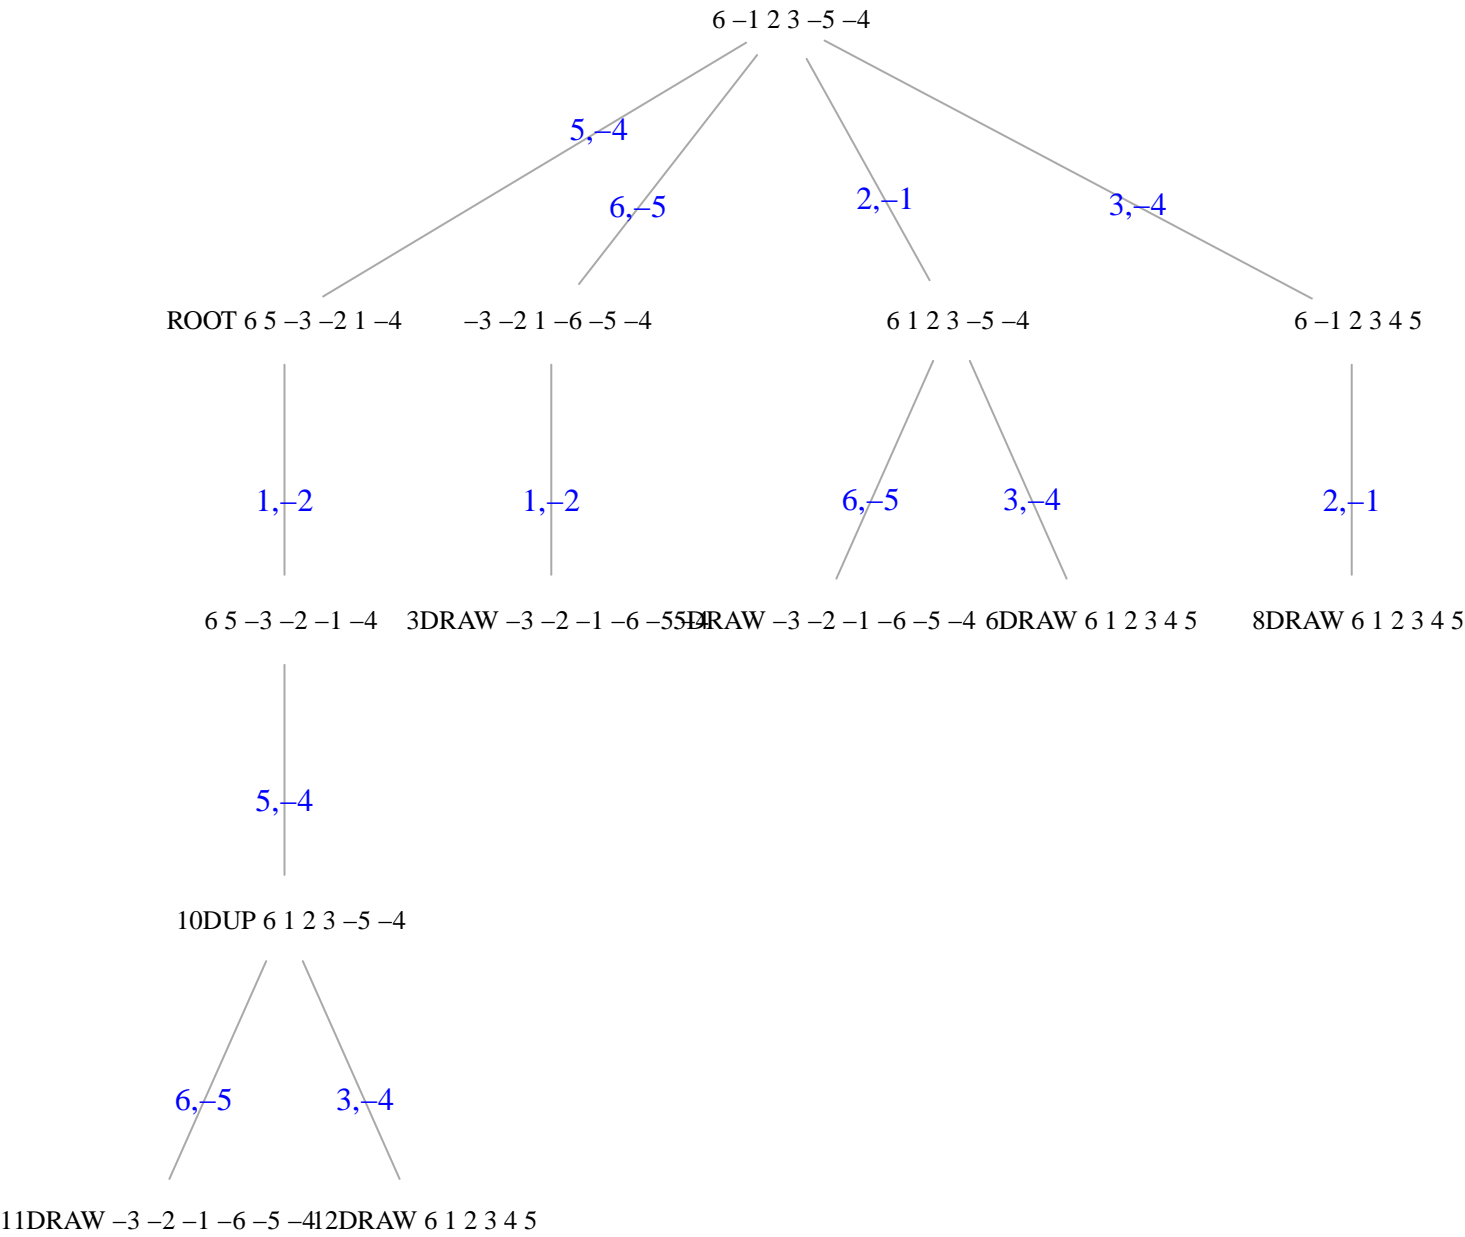 6 –1 2 3 –5 –4
5,–4
6,–5
2,–1
3,–4
ROOT 6 5 –3 –2 1 –4
–3 –2 1 –6 –5 –4
6 1 2 3 –5 –4
6 –1 2 3 4 5
1,–2
1,–2
6,–5
3,–4
2,–1
6 5 –3 –2 –1 –4
3DRAW –3 –2 –1 –6 –5 –4
5DRAW –3 –2 –1 –6 –5 –4
6DRAW 6 1 2 3 4 5
8DRAW 6 1 2 3 4 5
5,–4
10DUP 6 1 2 3 –5 –4
6,–5
3,–4
11DRAW –3 –2 –1 –6 –5 –4
12DRAW 6 1 2 3 4 5